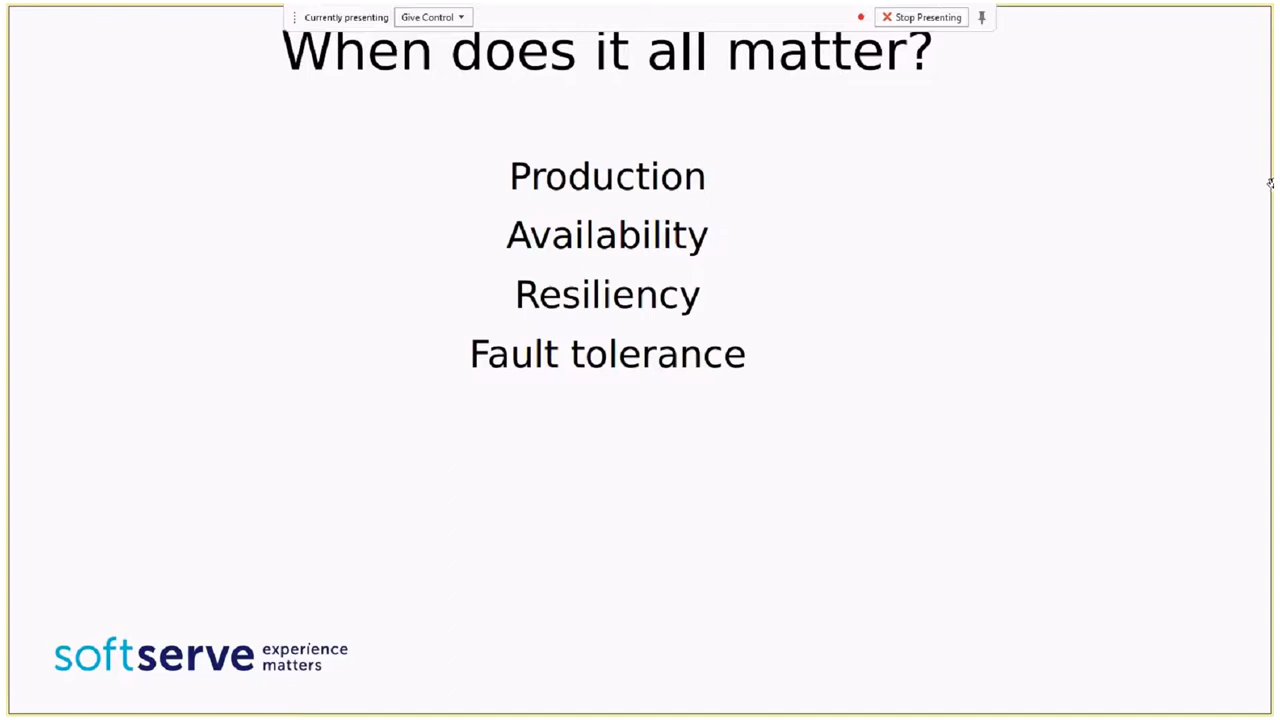 Currently presenting Give Control Stop Presenting
When does it all matter?
Production
Availability
Resiliency
Fault tolerance
softserve experience
matters